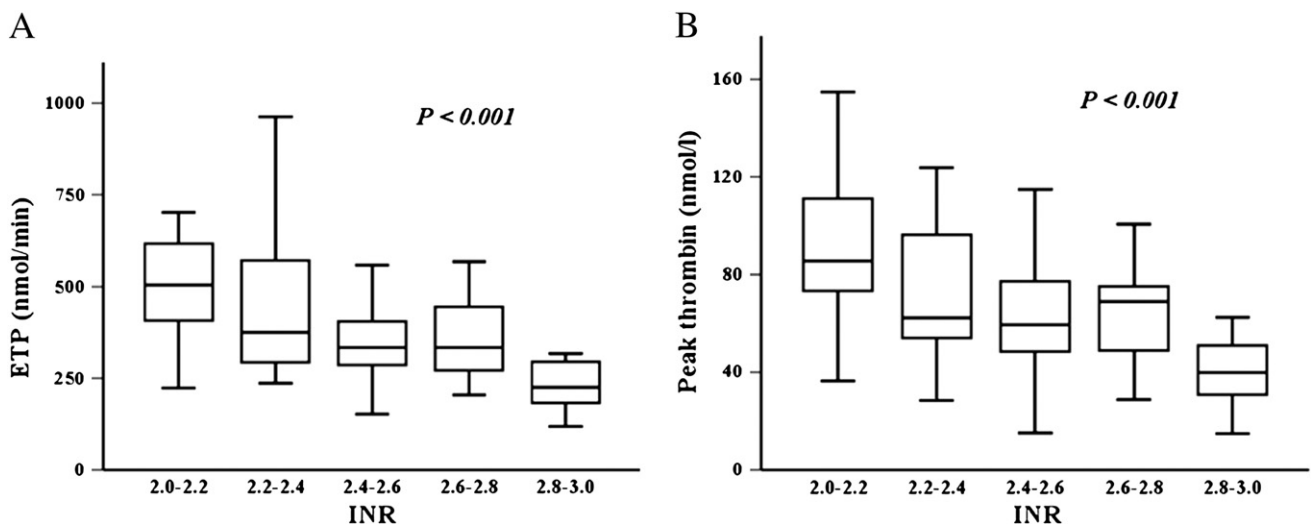 A
ETP (nmol/min)
1000
750
500
250
0
P < 0.001
2.0-2.2 2.2-2.4 2.4-2.6 2.6-2.8 2.8-3.0
INR
B
Peak thrombin (nmol/l)
160
120
80
40
0
P < 0.001
2.0-2.2 2.2-2.4 2.4-2.6 2.6-2.8 2.8-3.0
INR